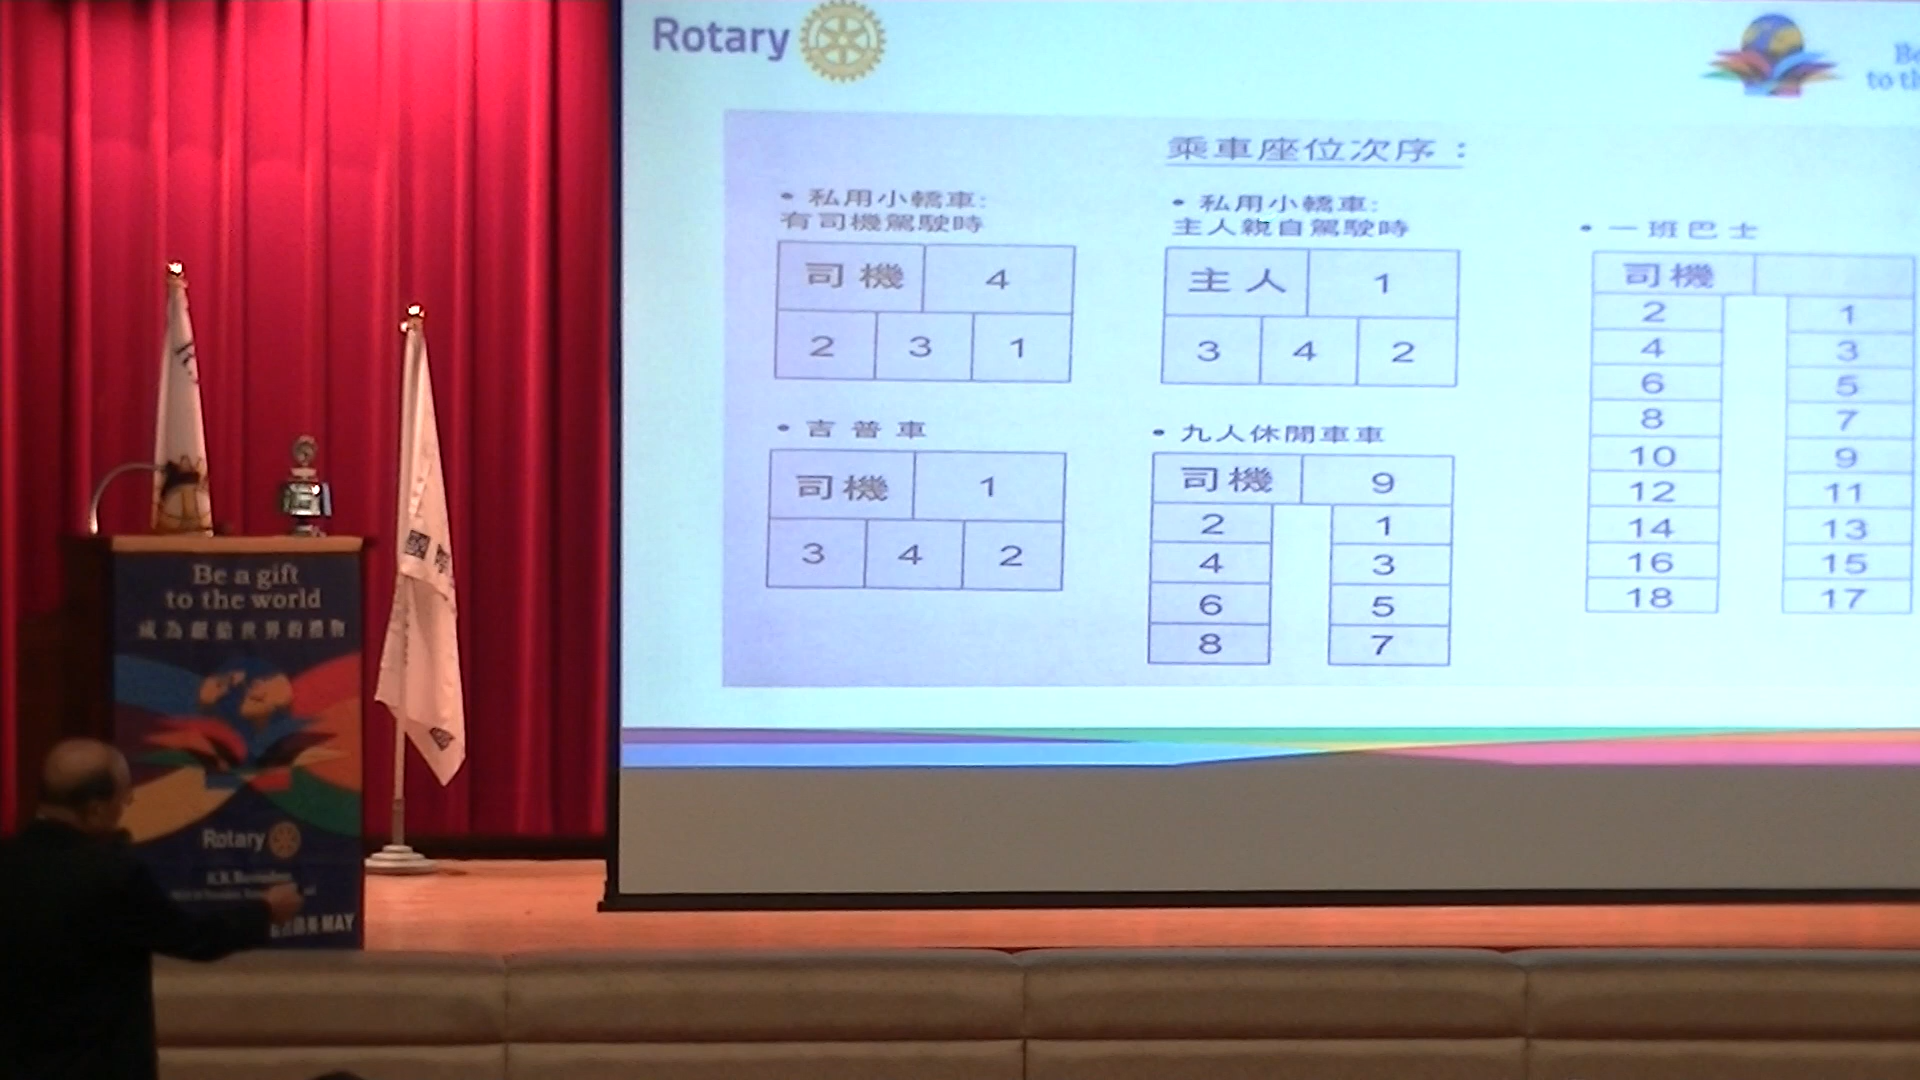 Rotary
Be
to th
乘車座位次序：
• 私用小轎車:
有司機駕駛時
司機 4
2 3 1
• 私用小轎車:
主人親自駕駛時
主人 1
3 4 2
• 一班巴士
司機
2 1
4 3
6 5
8 7
10 9
12 11
14 13
16 15
18 17
• 吉普車
司機 1
3 4 2
• 九人休閒車車
司機 9
2 1
4 3
6 5
8 7
Be a gift
to the world
成為獻給世界的禮物
Rotary
MAY